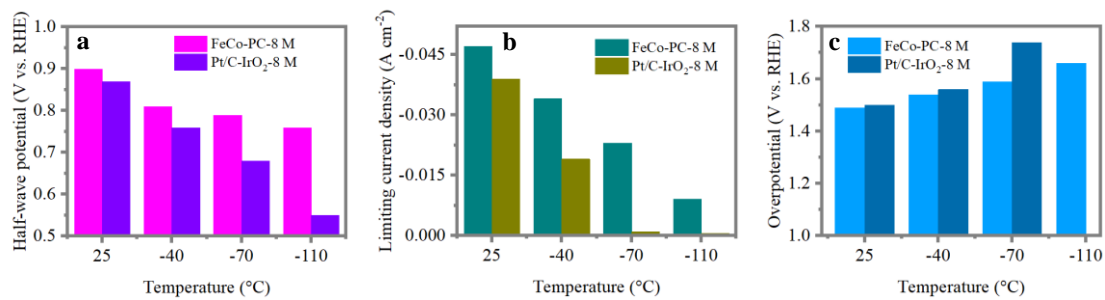 a
FeCo-PC-8 M
Pt/C-IrO₂-8 M
Half-wave potential (V vs. RHE)
1.0
0.9
0.8
0.7
0.6
0.5
25 -40 -70 -110
Temperature (°C)
b
FeCo-PC-8 M
Pt/C-IrO₂-8 M
Limiting current density (A cm⁻²)
-0.045
-0.030
-0.015
0.000
25 -40 -70 -110
Temperature (°C)
c
FeCo-PC-8 M
Pt/C-IrO₂-8 M
Overpotential (V vs. RHE)
1.8
1.6
1.4
1.2
1.0
25 -40 -70 -110
Temperature (°C)